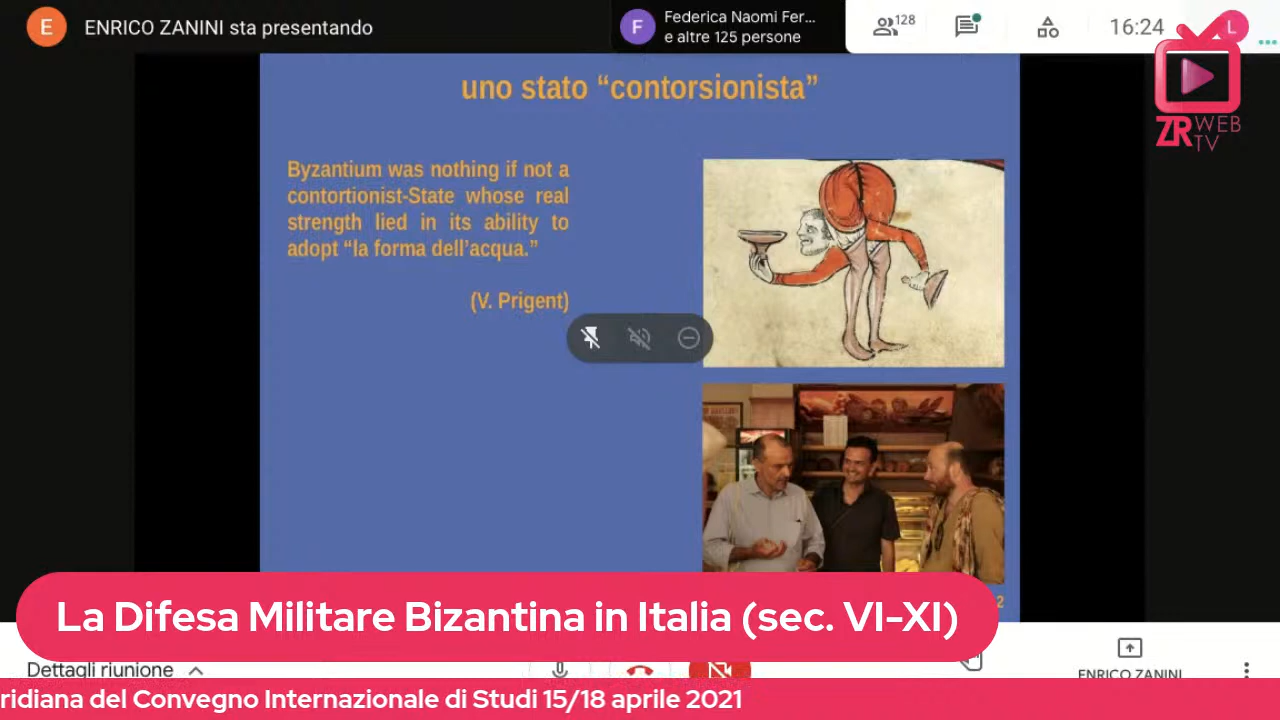 E
ENRICO ZANINI sta presentando
F
Federica Naomi Fer...
e altre 125 persone
128
16:24
L
ZR WEB
TV
uno stato “contorsionista”
Byzantium was nothing if not a
contortionist-State whose real
strength lied in its ability to
adopt “la forma dell’acqua.”
(V. Prigent)
2
La Difesa Militare Bizantina in Italia (sec. VI-XI)
Dettagli riunione
ENRICO ZANINI
ridiana del Convegno Internazionale di Studi 15/18 aprile 2021